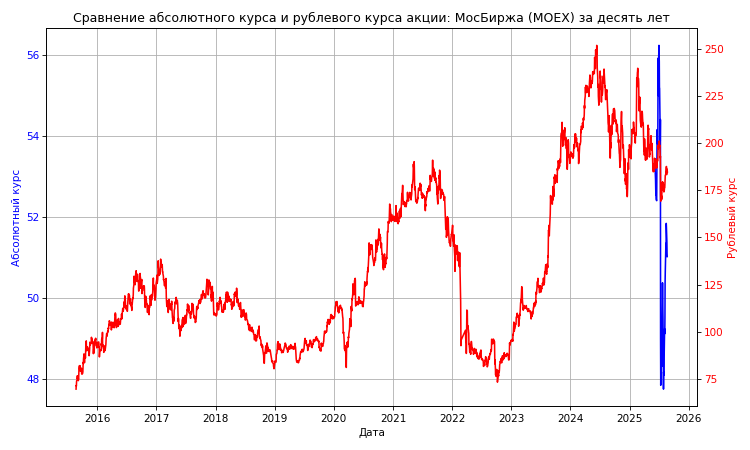 Сравнение абсолютного курса и рублевого курса акции: МосБиржа (MOEX) за десять лет
Абсолютный курс
56
54
52
50
48
250
225
200
175
150
125
100
75
Рублевый курс
2016 2017 2018 2019 2020 2021 2022 2023 2024 2025 2026
Дата